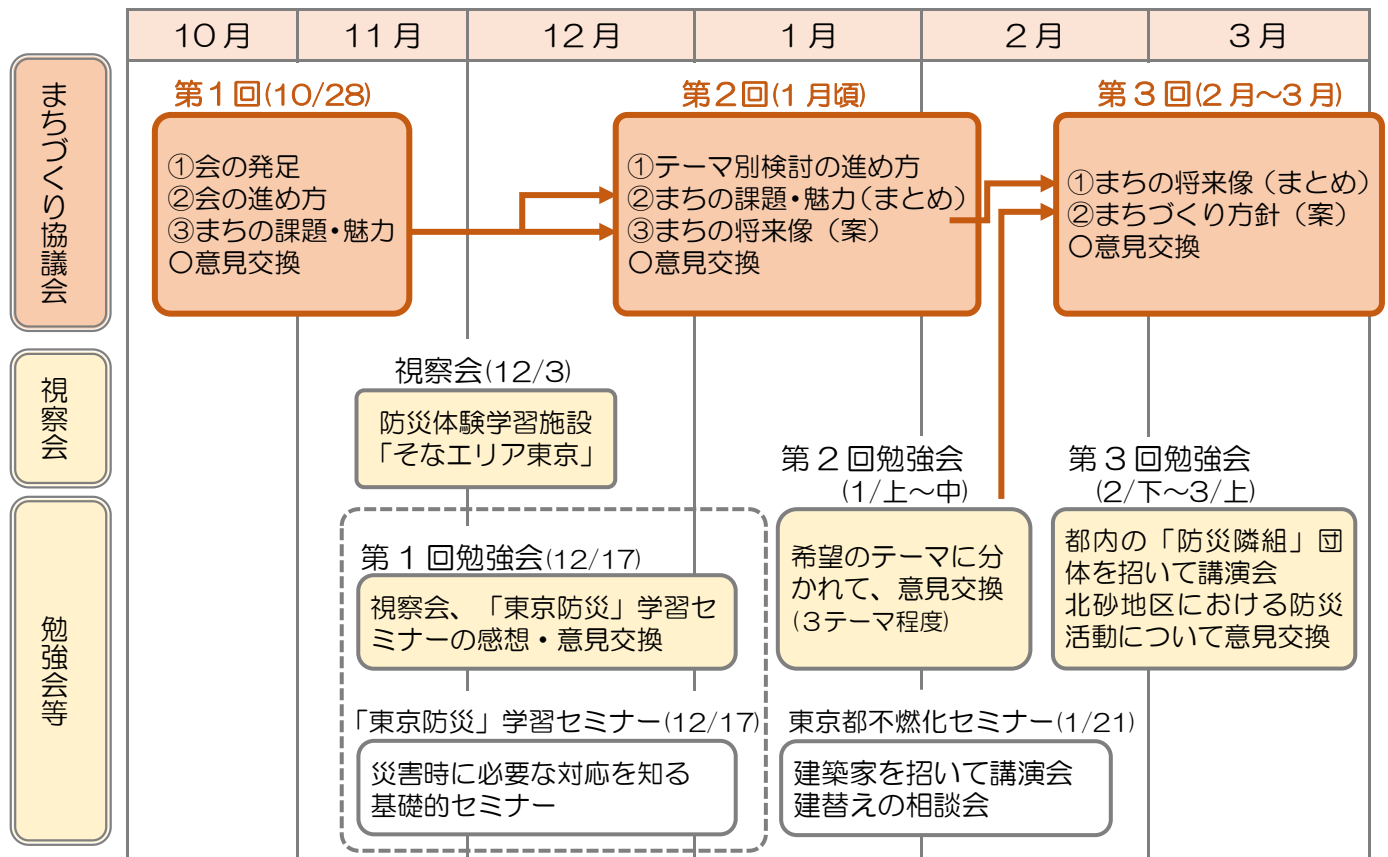 10月
11月
12月
1月
2月
3月
まちづくり協議会
第1回(10/28)
①会の発足
②会の進め方
③まちの課題・魅力
〇意見交換
第2回(1月頃)
①テーマ別検討の進め方
②まちの課題・魅力（まとめ）
③まちの将来像（案）
〇意見交換
第3回(2月～3月)
①まちの将来像（まとめ）
②まちづくり方針（案）
〇意見交換
視察会
視察会(12/3)
防災体験学習施設
「そなエリア東京」
勉強会等
第1回勉強会(12/17)
視察会、「東京防災」学習セ
ミナーの感想・意見交換
「東京防災」学習セミナー(12/17)
災害時に必要な対応を知る
基礎的セミナー
第2回勉強会
(1/上～中)
希望のテーマに分
かれて、意見交換
(3テーマ程度)
東京都不燃化セミナー(1/21)
建築家を招いて講演会
建替えの相談会
第3回勉強会
(2/下～3/上)
都内の「防災隣組」団
体を招いて講演会
北砂地区における防災
活動について意見交換